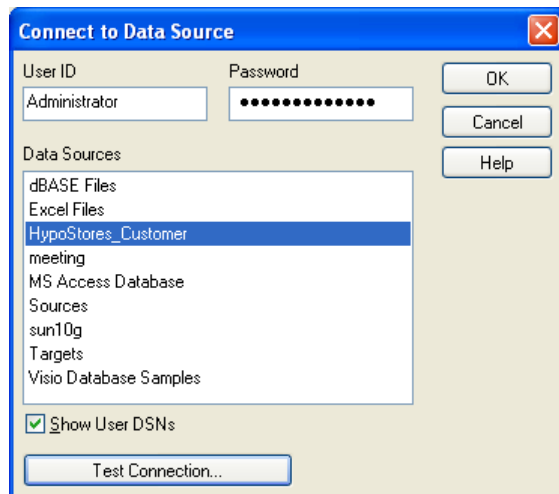 Connect to Data Source
User ID
Password
OK
Administrator
●●●●●●●●●●●●●
Cancel
Data Sources
Help
dBASE Files
Excel Files
HypoStores_Customer
meeting
MS Access Database
Sources
sun10g
Targets
Visio Database Samples
Show User DSNs
Test Connection...